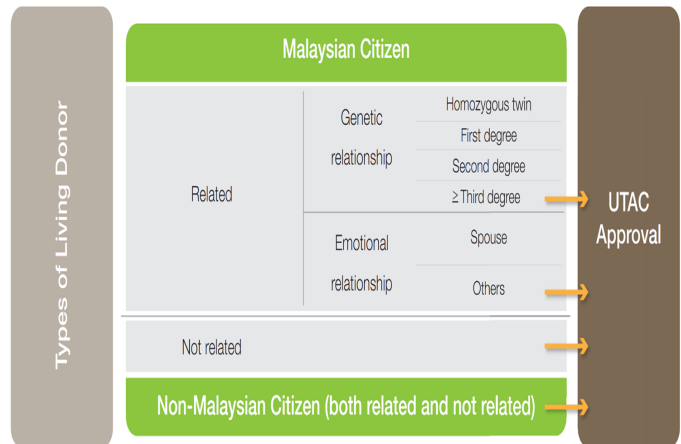 Types of Living Donor
Malaysian Citizen
Related
Genetic
relationship
Homozygous twin
First degree
Second degree
≥ Third degree
Emotional
relationship
Spouse
Others
Not related
Non-Malaysian Citizen (both related and not related)
UTAC
Approval